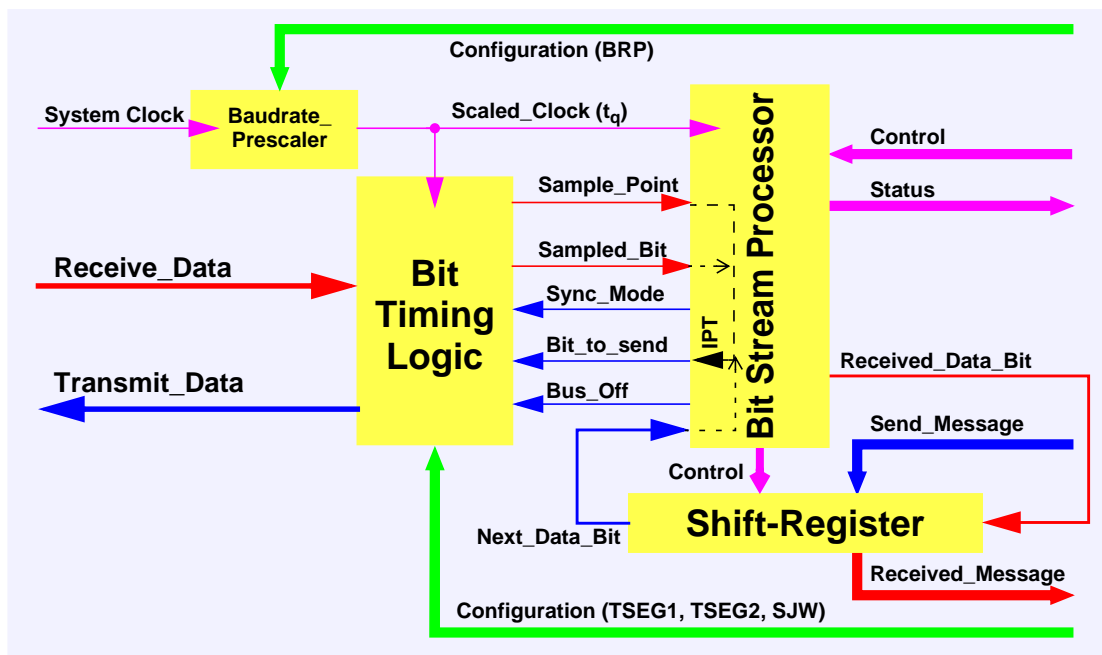 Configuration (BRP)
System Clock
Baudrate_
Prescaler
Scaled_Clock (tq)
Control
Status
Sample_Point
Sampled_Bit
Sync_Mode
Bit_to_send
Bus_Off
Receive_Data
Transmit_Data
Bit
Timing
Logic
IPT
Bit Stream Processor
Received_Data_Bit
Send_Message
Control
Next_Data_Bit
Shift-Register
Received_Message
Configuration (TSEG1, TSEG2, SJW)